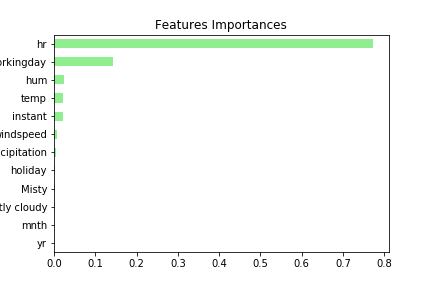 Features Importances
hr
orkingday
hum
temp
instant
windspeed
cipitation
holiday
Misty
tly cloudy
mnth
yr
0.0 0.1 0.2 0.3 0.4 0.5 0.6 0.7 0.8